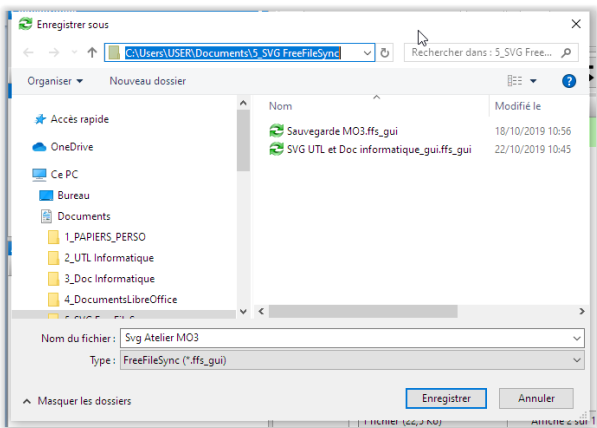 Enregistrer sous
C:\Users\USER\Documents\5_SVG FreeFileSync
Rechercher dans : 5_SVG Free...
Organiser
Nouveau dossier
Nom
Modifié le
Accès rapide
OneDrive
Ce PC
Bureau
Documents
1_PAPIERS_PERSO
2_UTL Informatique
3_Doc Informatique
4_DocumentsLibreOffice
Sauvegarde MO3.ffs_gui
18/10/2019 10:56
SVG UTL et Doc informatique_gui.ffs_gui
22/10/2019 10:45
Nom du fichier :
Svg Atelier MO3
Type :
FreeFileSync (*.ffs_gui)
Masquer les dossiers
Enregistrer
Annuler